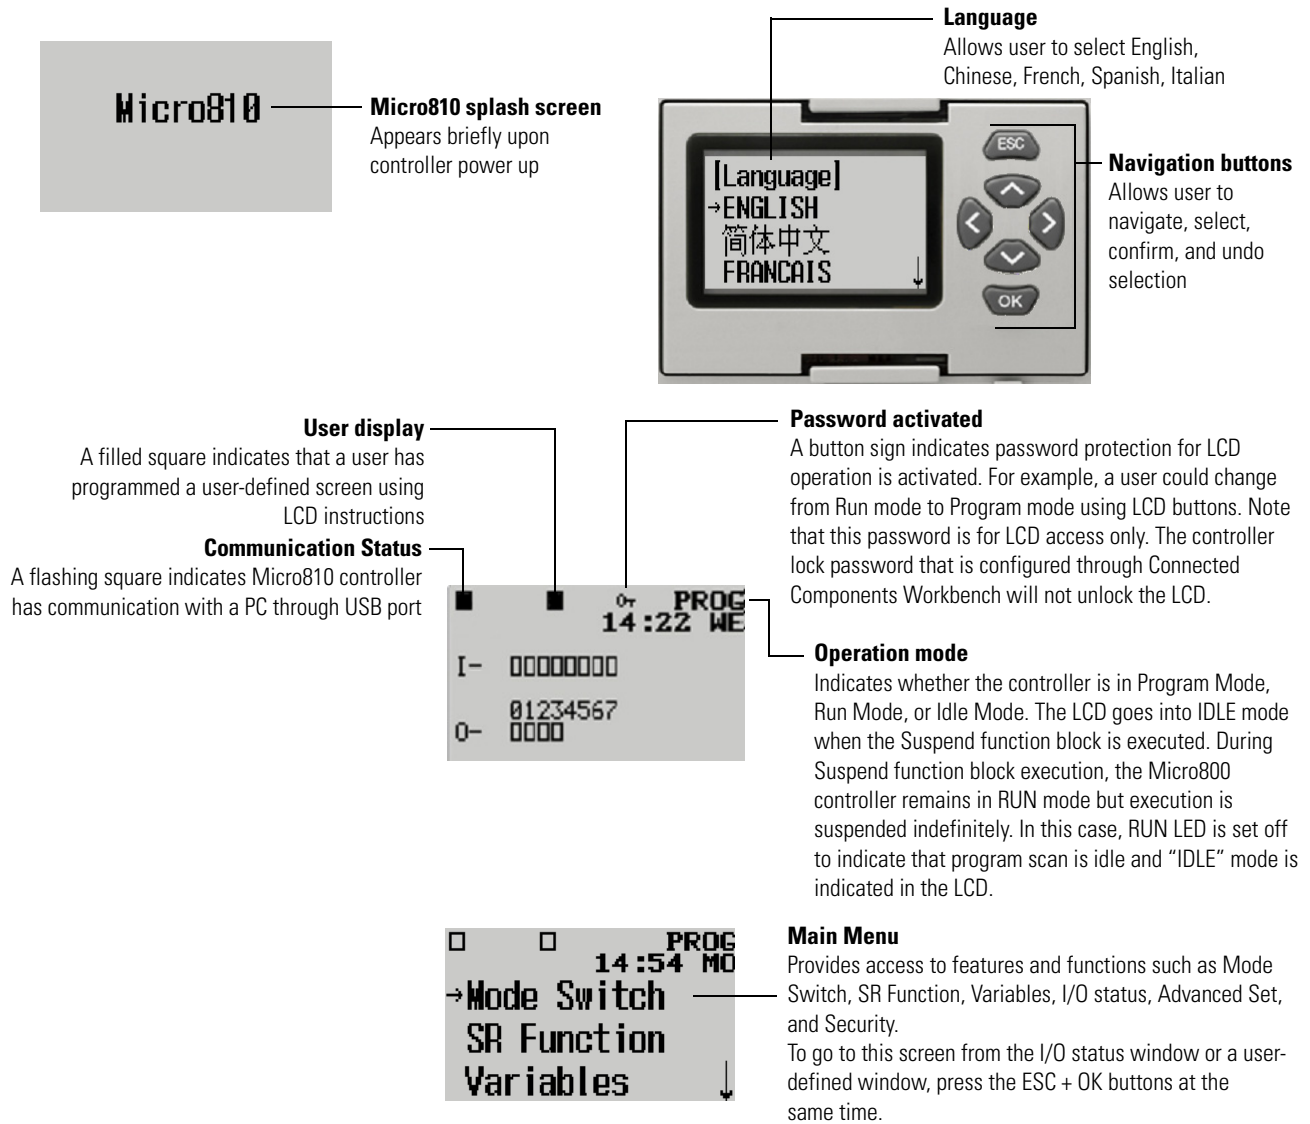 Micro810
Micro810 splash screen
Appears briefly upon
controller power up
Language
Allows user to select English,
Chinese, French, Spanish, Italian
[Language]
→ENGLISH
简体中文
FRANCAIS
ESC
OK
Navigation buttons
Allows user to
navigate, select,
confirm, and undo
selection
User display
A filled square indicates that a user has
programmed a user-defined screen using
LCD instructions
Communication Status
A flashing square indicates Micro810 controller
has communication with a PC through USB port
PROG
14:22 WE
I-
01234567
O-
Password activated
A button sign indicates password protection for LCD
operation is activated. For example, a user could change
from Run mode to Program mode using LCD buttons. Note
that this password is for LCD access only. The controller
lock password that is configured through Connected
Components Workbench will not unlock the LCD.
Operation mode
Indicates whether the controller is in Program Mode,
Run Mode, or Idle Mode. The LCD goes into IDLE mode
when the Suspend function block is executed. During
Suspend function block execution, the Micro800
controller remains in RUN mode but execution is
suspended indefinitely. In this case, RUN LED is set off
to indicate that program scan is idle and “IDLE” mode is
indicated in the LCD.
PROG
14:54 MO
→Mode Switch
SR Function
Variables
Main Menu
Provides access to features and functions such as Mode
Switch, SR Function, Variables, I/O status, Advanced Set,
and Security.
To go to this screen from the I/O status window or a user-
defined window, press the ESC + OK buttons at the
same time.